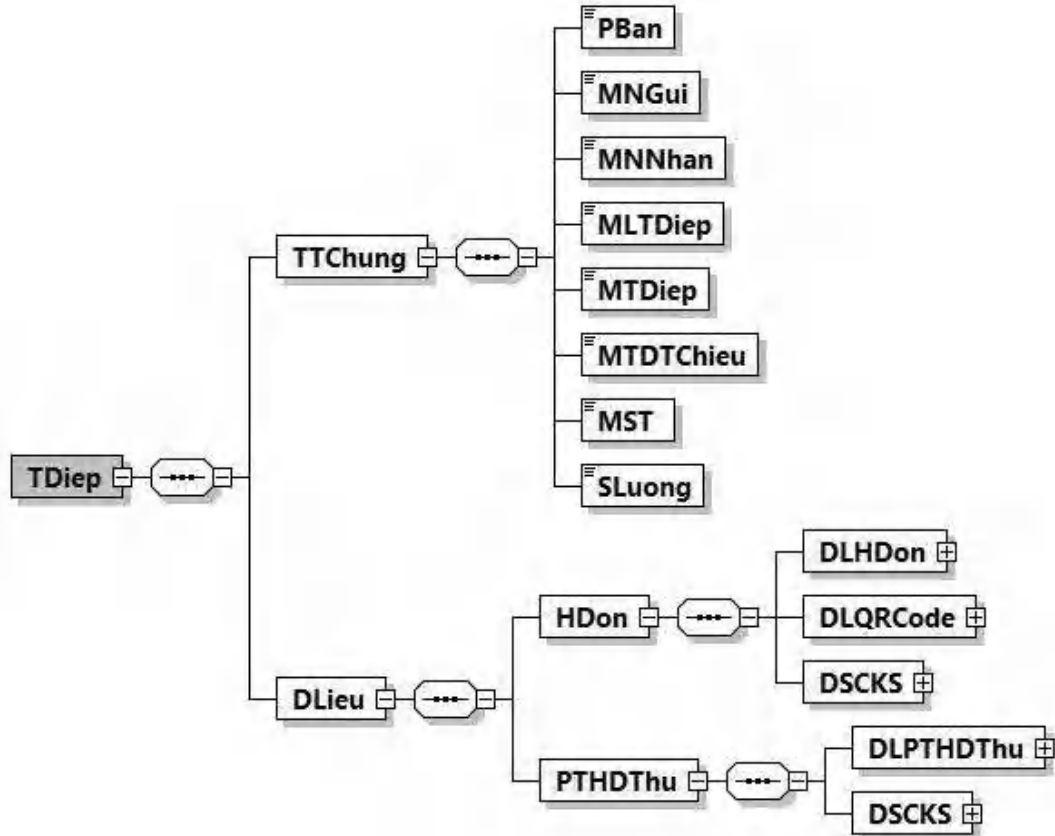 PBan
MNGui
MNNhan
MLTDiep
TTChung
MTDiep
MTDTChieu
MST
TDiep
SLuong
DLHDon
HDon
DLQRCode
DLieu
DSCKS
DLPTHDThu
PTHDThu
DSCKS